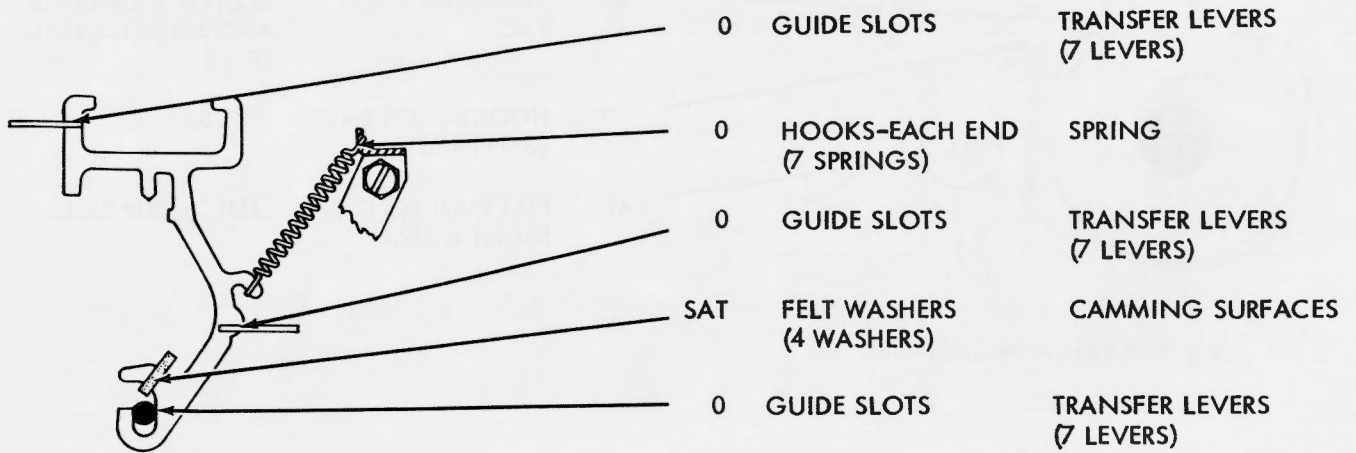 0 GUIDE SLOTS TRANSFER LEVERS
(7 LEVERS)
0 HOOKS-EACH END SPRING
(7 SPRINGS)
0 GUIDE SLOTS TRANSFER LEVERS
(7 LEVERS)
SAT FELT WASHERS CAMMING SURFACES
(4 WASHERS)
0 GUIDE SLOTS TRANSFER LEVERS
(7 LEVERS)